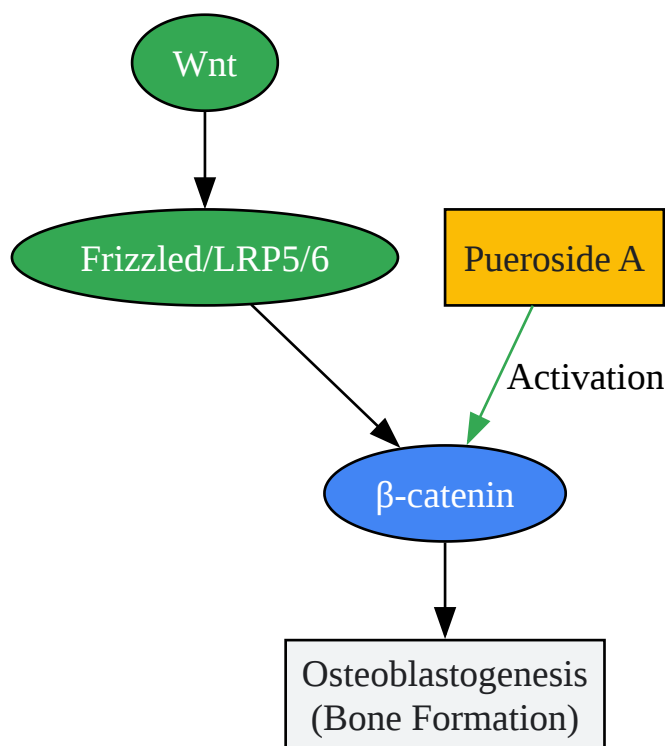 Wnt
Frizzled/LRP5/6
Pueroside A
Activation
β-catenin
Osteoblastogenesis
(Bone Formation)